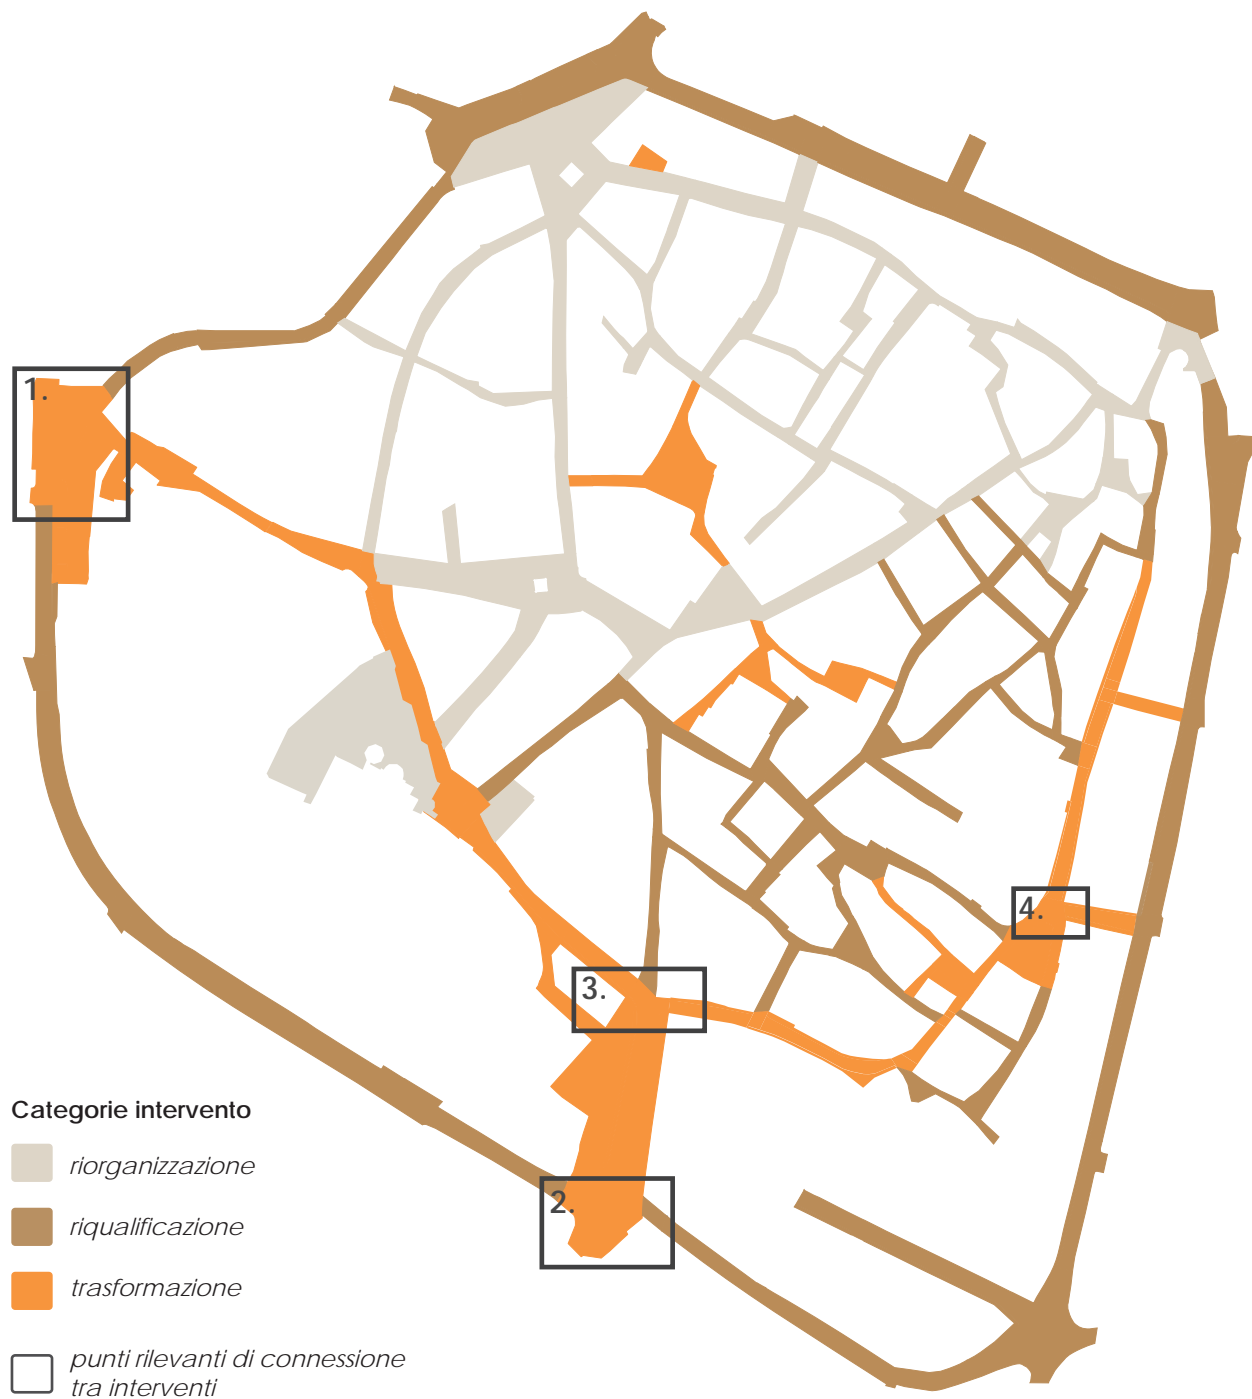 1.
4.
3.
2.
Categorie intervento
riorganizzazione
riqualificazione
trasformazione
punti rilevanti di connessione
tra interventi